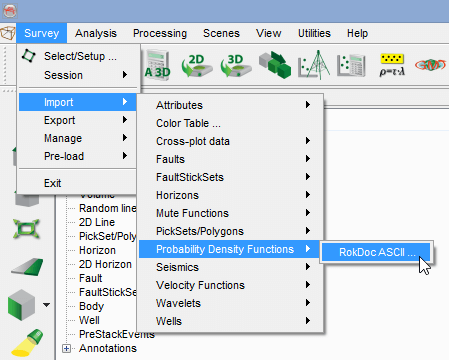 Survey Analysis Processing Scenes View Utilities Help
Select/Setup ...
Session
A 3D 2D 3D ρ=τ·λ
Import
Export
Manage
Pre-load
Exit
Attributes
Color Table ...
Cross-plot data
Faults
FaultStickSets
Horizons
Mute Functions
PickSets/Polygons
Probability Density Functions
Seismics
Velocity Functions
Wavelets
Wells
RokDoc ASCII ...
Volume
Random line
2D Line
PickSet/Poly
Horizon
2D Horizon
Fault
FaultStickSe
Body
Well
PreStackEvents
Annotations